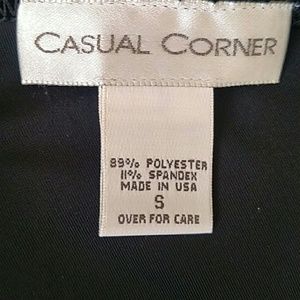 CASUAL CORNER
89% POLYESTER
11% SPANDEX
MADE IN USA
S
OVER FOR CARE